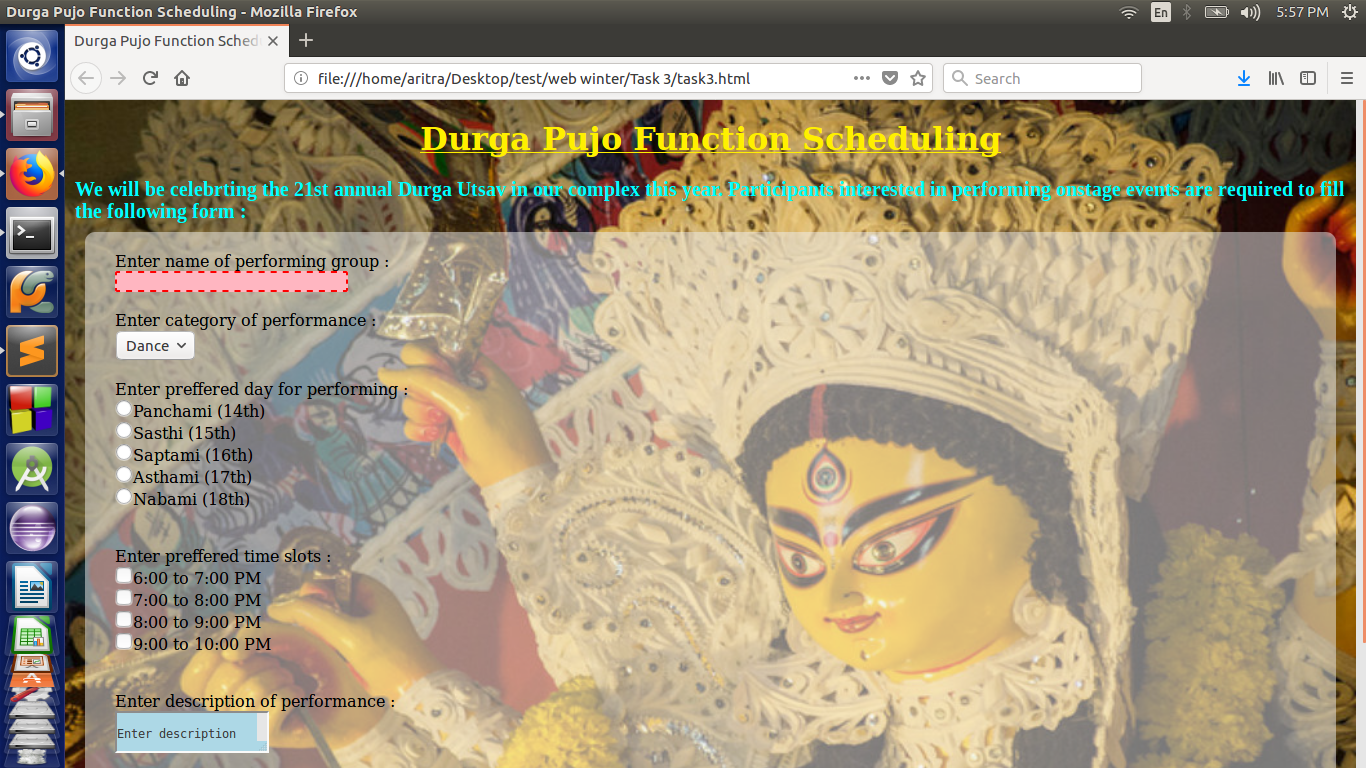 Durga Pujo Function Scheduling - Mozilla Firefox
En
5:57 PM
Durga Pujo Function Sched
file:///home/aritra/Desktop/test/web winter/Task 3/task3.html
Search
Durga Pujo Function Scheduling
We will be celebrting the 21st annual Durga Utsav in our complex this year. Participants interested in performing onstage events are required to fill
the following form :
Enter name of performing group :
Enter category of performance :
Dance
Enter preffered day for performing :
Panchami (14th)
Sasthi (15th)
Saptami (16th)
Asthami (17th)
Nabami (18th)
Enter preffered time slots :
6:00 to 7:00 PM
7:00 to 8:00 PM
8:00 to 9:00 PM
9:00 to 10:00 PM
Enter description of performance :
Enter description